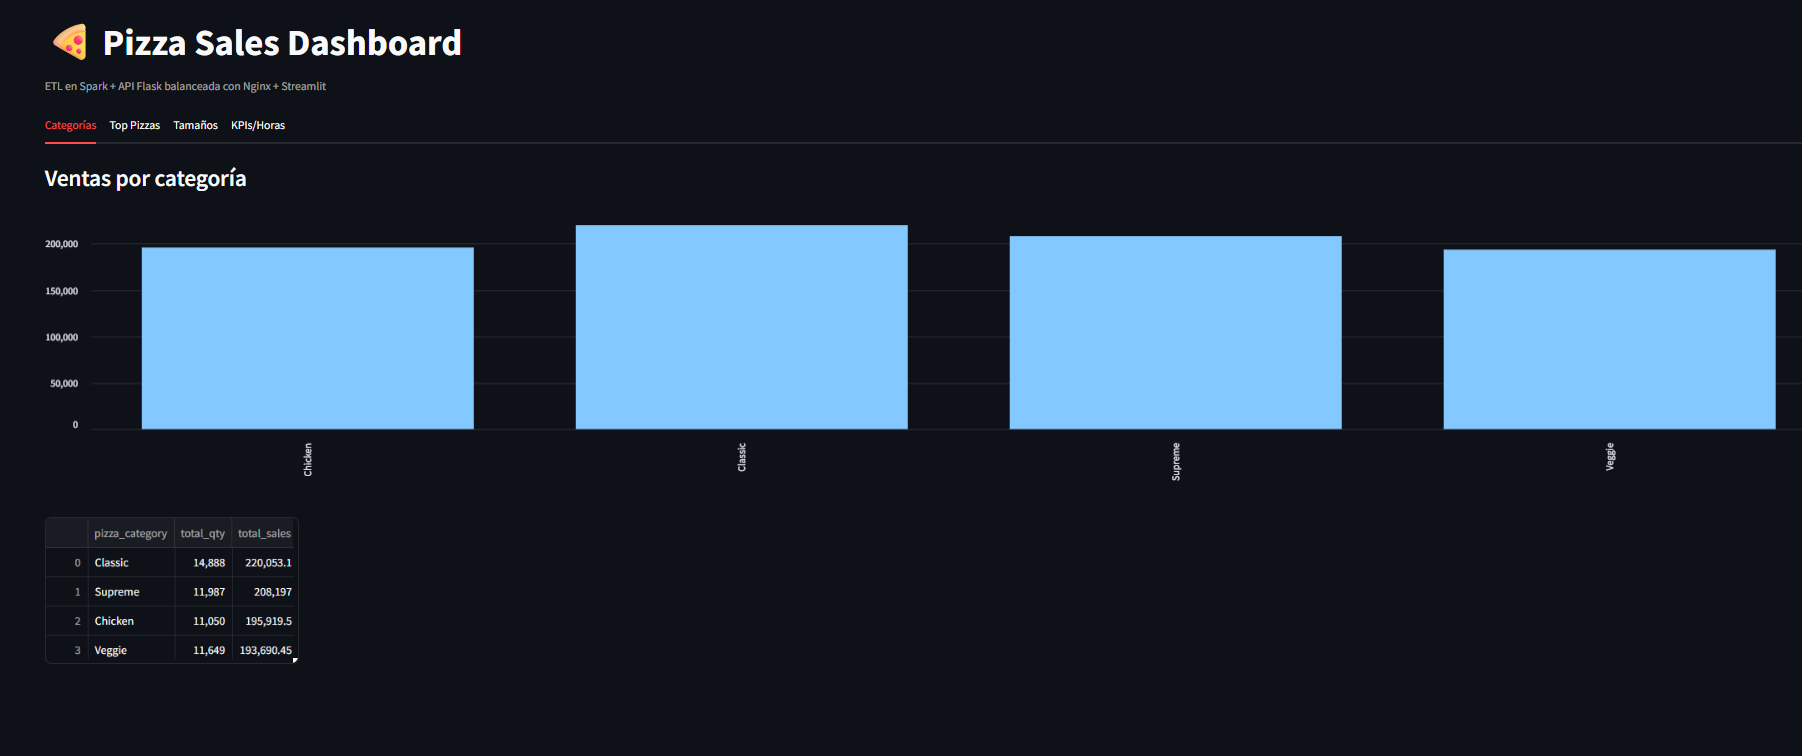 Pizza Sales Dashboard
ETL en Spark + API Flask balanceada con Nginx + Streamlit
Categorías Top Pizzas Tamaños KPIs/Horas
Ventas por categoría
200,000
150,000
100,000
50,000
0
Chicken Classic Supreme Veggie
pizza_category total_qty total_sales
0 Classic 14,888 220,053.1
1 Supreme 11,987 208,197
2 Chicken 11,050 195,919.5
3 Veggie 11,649 193,690.45